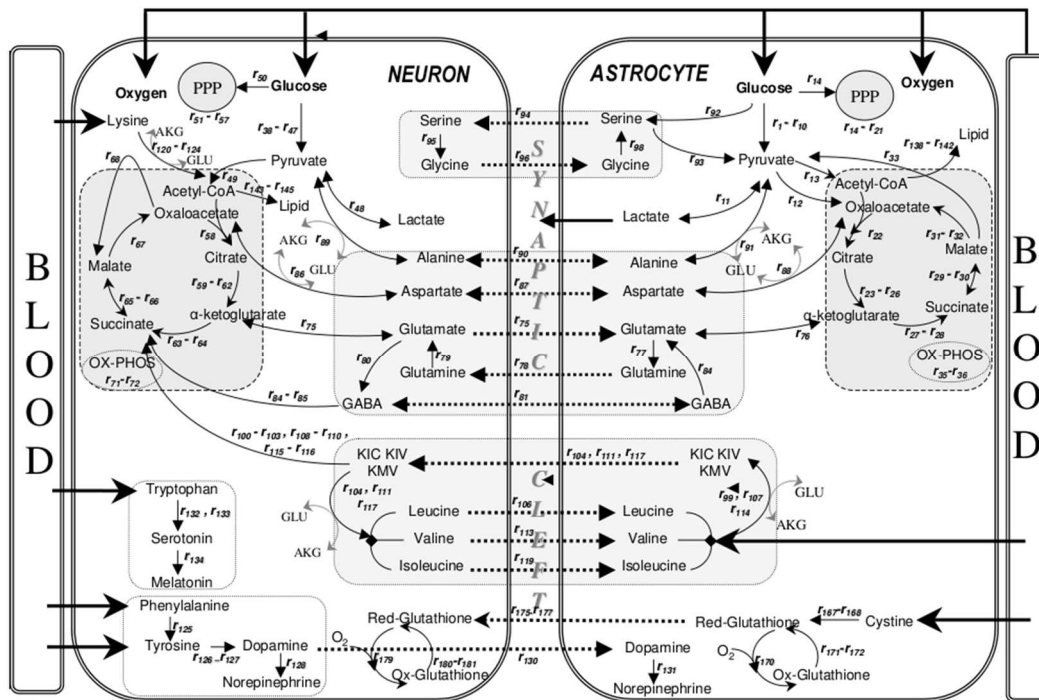 NEURON
ASTROCYTE
BLOOD
BLOOD
SYNAPTIC
CLEFT
Oxygen
PPP
r50
Glucose
r51 - r57
Lysine
AKG
r120 - r124
GLU
r38 - r47
r68
Pyruvate
r49
Acetyl-CoA
r143 - r145
Lipid
Oxaloacetate
r58
r67
r48
Lactate
Citrate
AKG
r89
GLU
r86
Malate
r59 - r62
Alanine
Aspartate
r65 - r66
α-ketoglutarate
Succinate
r63 - r64
r75
Glutamate
OX-PHOS
r71-r72
r80
r79
Glutamine
r84 - r85
GABA
r100 - r103 , r108 - r110 ,
r115 - r116
KIC KIV
KMV
r104 , r111
r117
GLU
AKG
Leucine
Valine
Isoleucine
Tryptophan
r132 , r133
Serotonin
r134
Melatonin
Phenylalanine
r125
Tyrosine
r126 -r127
Dopamine
r128
Norepinephrine
O2
r179
Red-Glutathione
r180-r181
Ox-Glutathione
Serine
r94
Serine
r95
r98
Glycine
r96
Glycine
r90
r87
r75
r78
r81
r104 , r111 , r117
r106
r113
r119
r175-r177
r130
Glucose
r14
PPP
Oxygen
r14 - r21
r92
r1 - r10
r93
Pyruvate
r138 - r142
Lipid
r33
r13
Acetyl-CoA
r12
Oxaloacetate
r11
Lactate
r22
r31- r32
Malate
r91
AKG
GLU
r88
Citrate
r29 - r30
Alanine
Aspartate
r23 - r26
Succinate
α-ketoglutarate
r27 - r28
Glutamate
r76
OX-PHOS
r35-r36
r77
r84
Glutamine
GABA
KIC KIV
KMV
r99 , r107
r114
GLU
AKG
Leucine
Valine
Isoleucine
Red-Glutathione
r167-r168
Cystine
O2
r170
r171-r172
Ox-Glutathione
Dopamine
r131
Norepinephrine